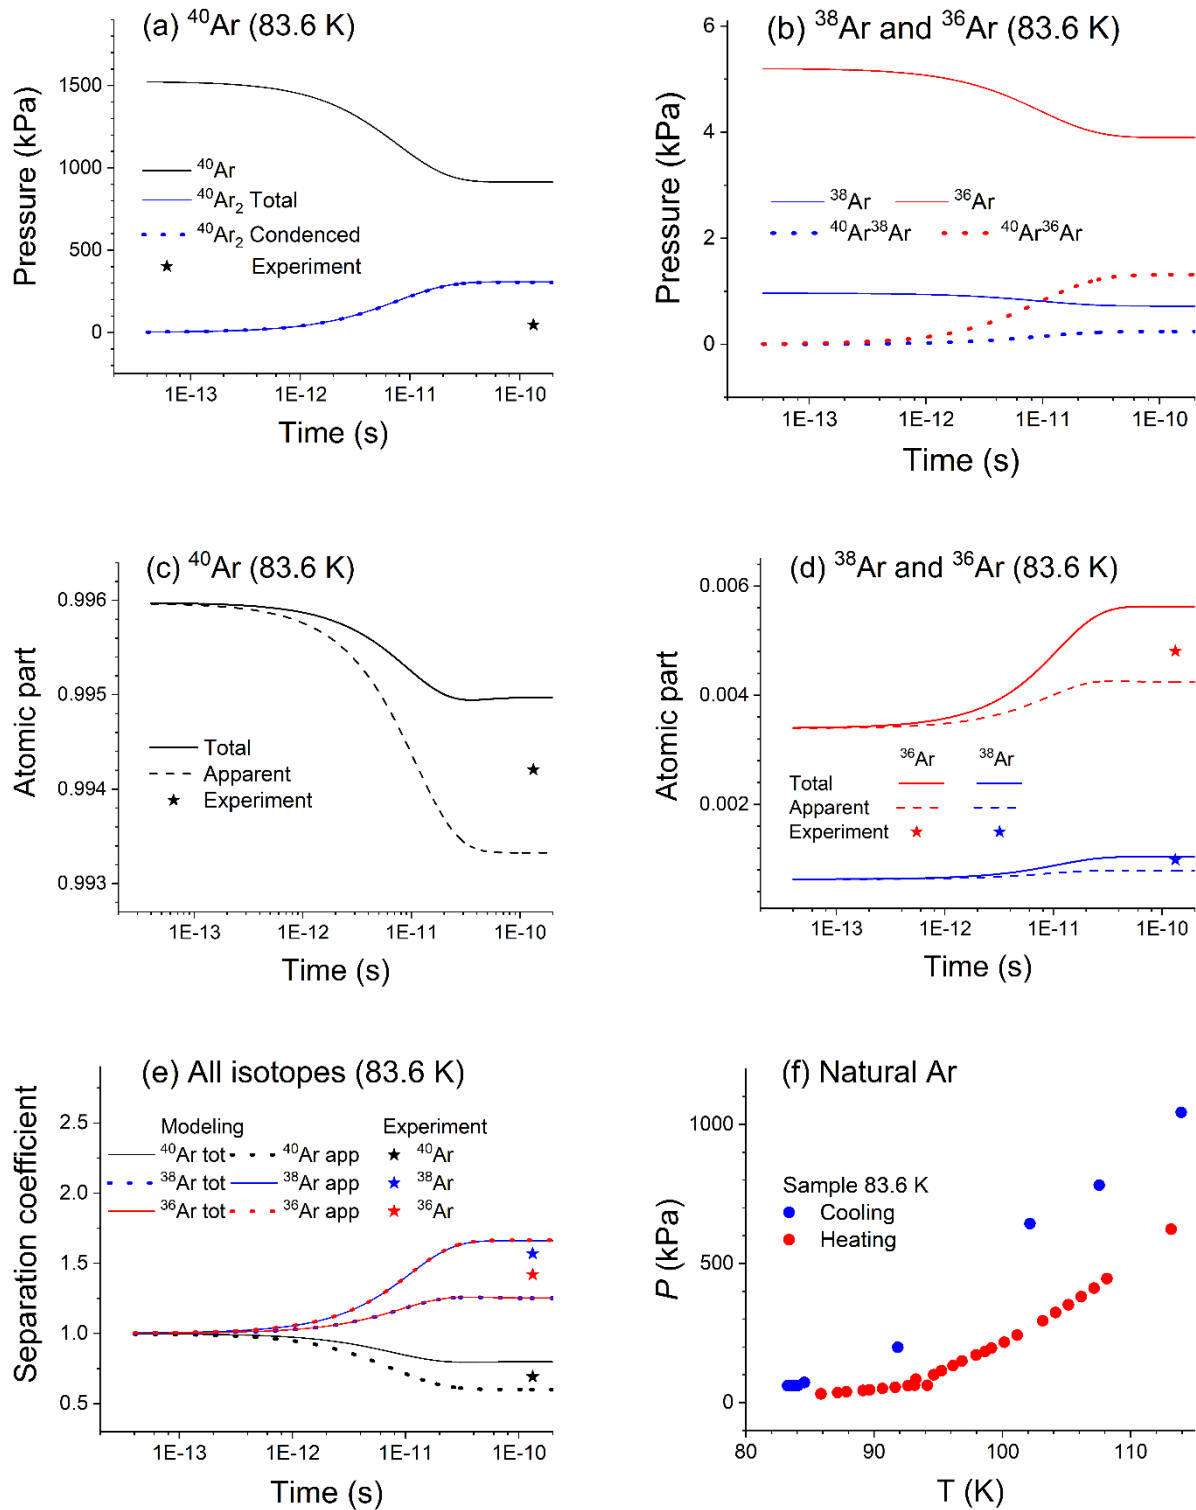 (a) ⁴⁰Ar (83.6 K)
1500
1000
500
0
Pressure (kPa)
⁴⁰Ar
⁴⁰Ar₂ Total
⁴⁰Ar₂ Condenced
Experiment
1E-13 1E-12 1E-11 1E-10
Time (s)
(b) ³⁸Ar and ³⁶Ar (83.6 K)
6
4
2
0
Pressure (kPa)
³⁸Ar ³⁶Ar
⁴⁰Ar³⁸Ar ⁴⁰Ar³⁶Ar
1E-13 1E-12 1E-11 1E-10
Time (s)
(c) ⁴⁰Ar (83.6 K)
0.996
0.995
0.994
0.993
Atomic part
Total
Apparent
Experiment
1E-13 1E-12 1E-11 1E-10
Time (s)
(d) ³⁸Ar and ³⁶Ar (83.6 K)
0.006
0.004
0.002
Atomic part
³⁶Ar ³⁸Ar
Total
Apparent
Experiment
1E-13 1E-12 1E-11 1E-10
Time (s)
(e) All isotopes (83.6 K)
2.5
2.0
1.5
1.0
0.5
Separation coefficient
Modeling Experiment
⁴⁰Ar tot ⁴⁰Ar app ⁴⁰Ar
³⁸Ar tot ³⁸Ar app ³⁸Ar
³⁶Ar tot ³⁶Ar app ³⁶Ar
1E-13 1E-12 1E-11 1E-10
Time (s)
(f) Natural Ar
1000
500
0
P (kPa)
Sample 83.6 K
Cooling
Heating
80 90 100 110
T (K)